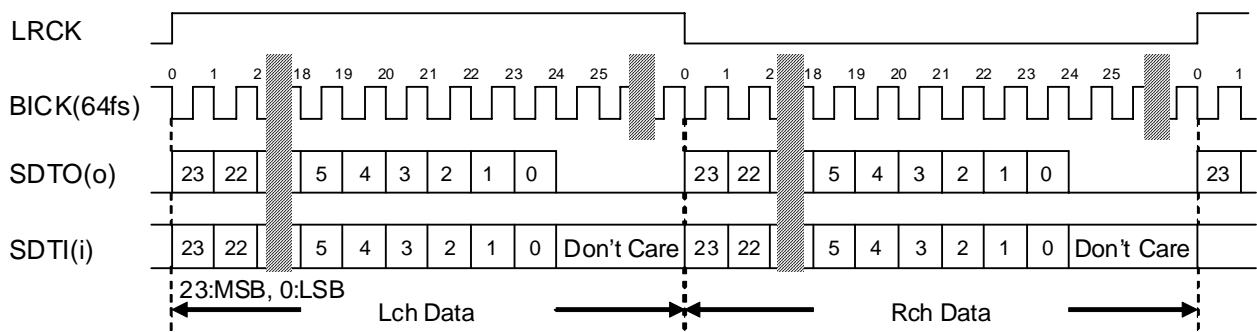 LRCK
0 1 2 18 19 20 21 22 23 24 25 0 1 2 18 19 20 21 22 23 24 25 0 1
BICK(64fs)
SDTO(o) 23 22 5 4 3 2 1 0 23 22 5 4 3 2 1 0 23
SDTI(i) 23 22 5 4 3 2 1 0 Don't Care 23 22 5 4 3 2 1 0 Don't Care
23:MSB, 0:LSB
Lch Data Rch Data